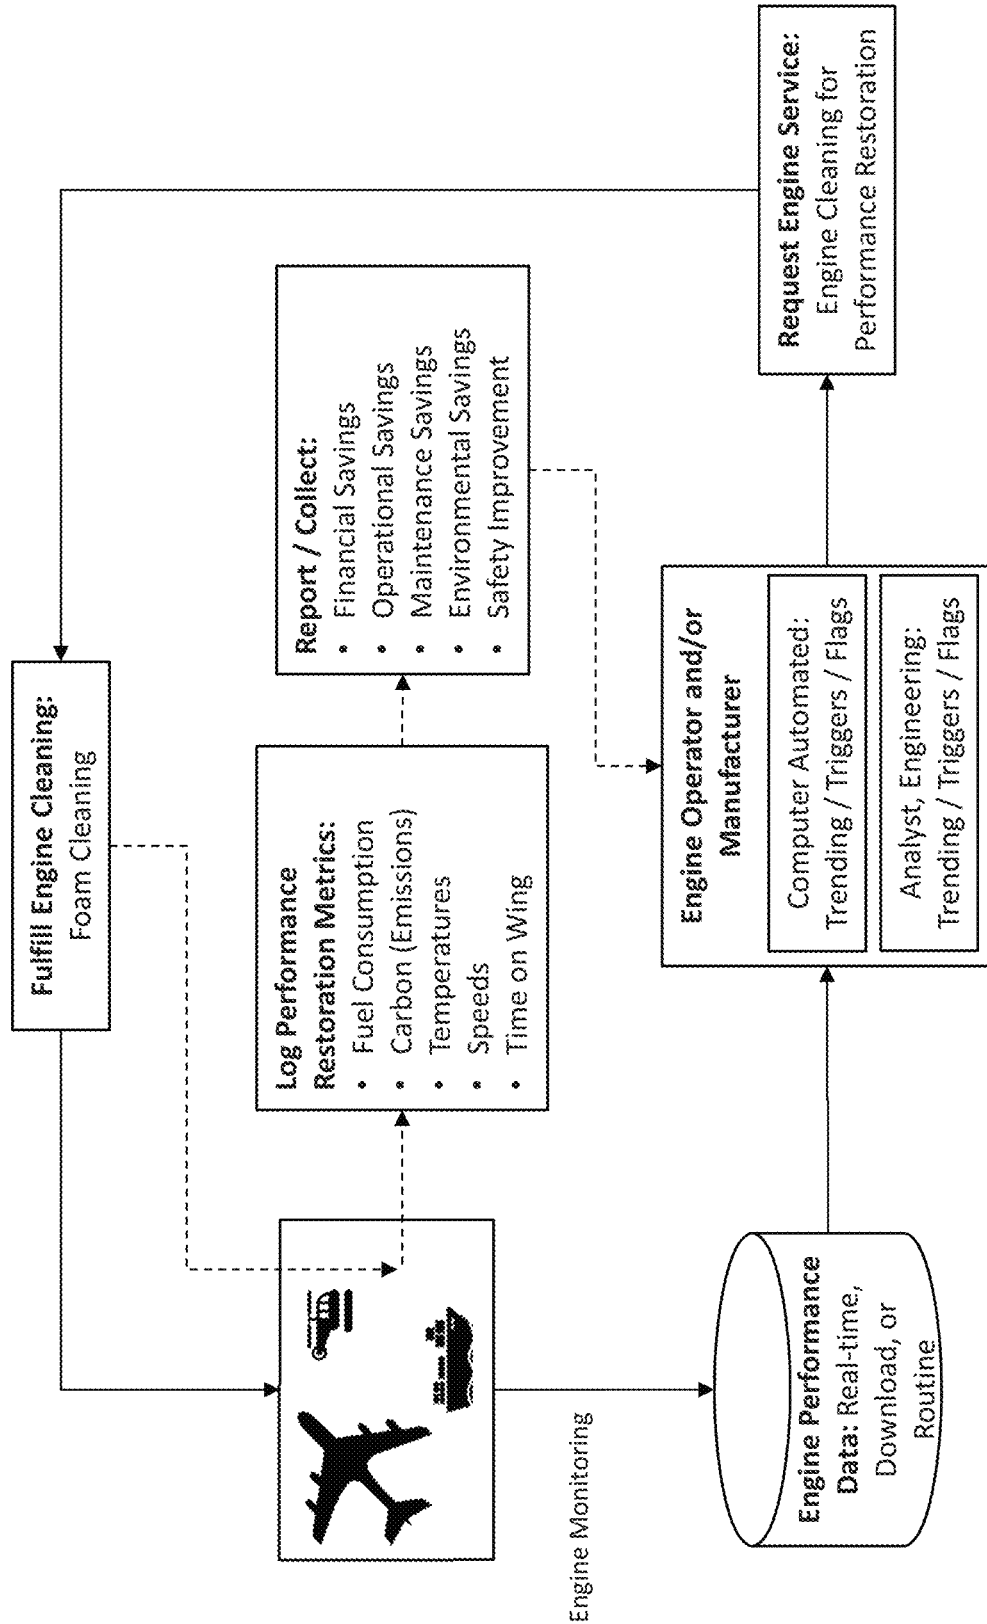 Fulfill Engine Cleaning:
Foam Cleaning
Log Performance
Restoration Metrics:
• Fuel Consumption
• Carbon (Emissions)
• Temperatures
• Speeds
• Time on Wing
Report / Collect:
• Financial Savings
• Operational Savings
• Maintenance Savings
• Environmental Savings
• Safety Improvement
Engine Monitoring
Engine Performance
Data: Real-time,
Download, or
Routine
Engine Operator and/or
Manufacturer
Computer Automated:
Trending / Triggers / Flags
Analyst, Engineering:
Trending / Triggers / Flags
Request Engine Service:
Engine Cleaning for
Performance Restoration